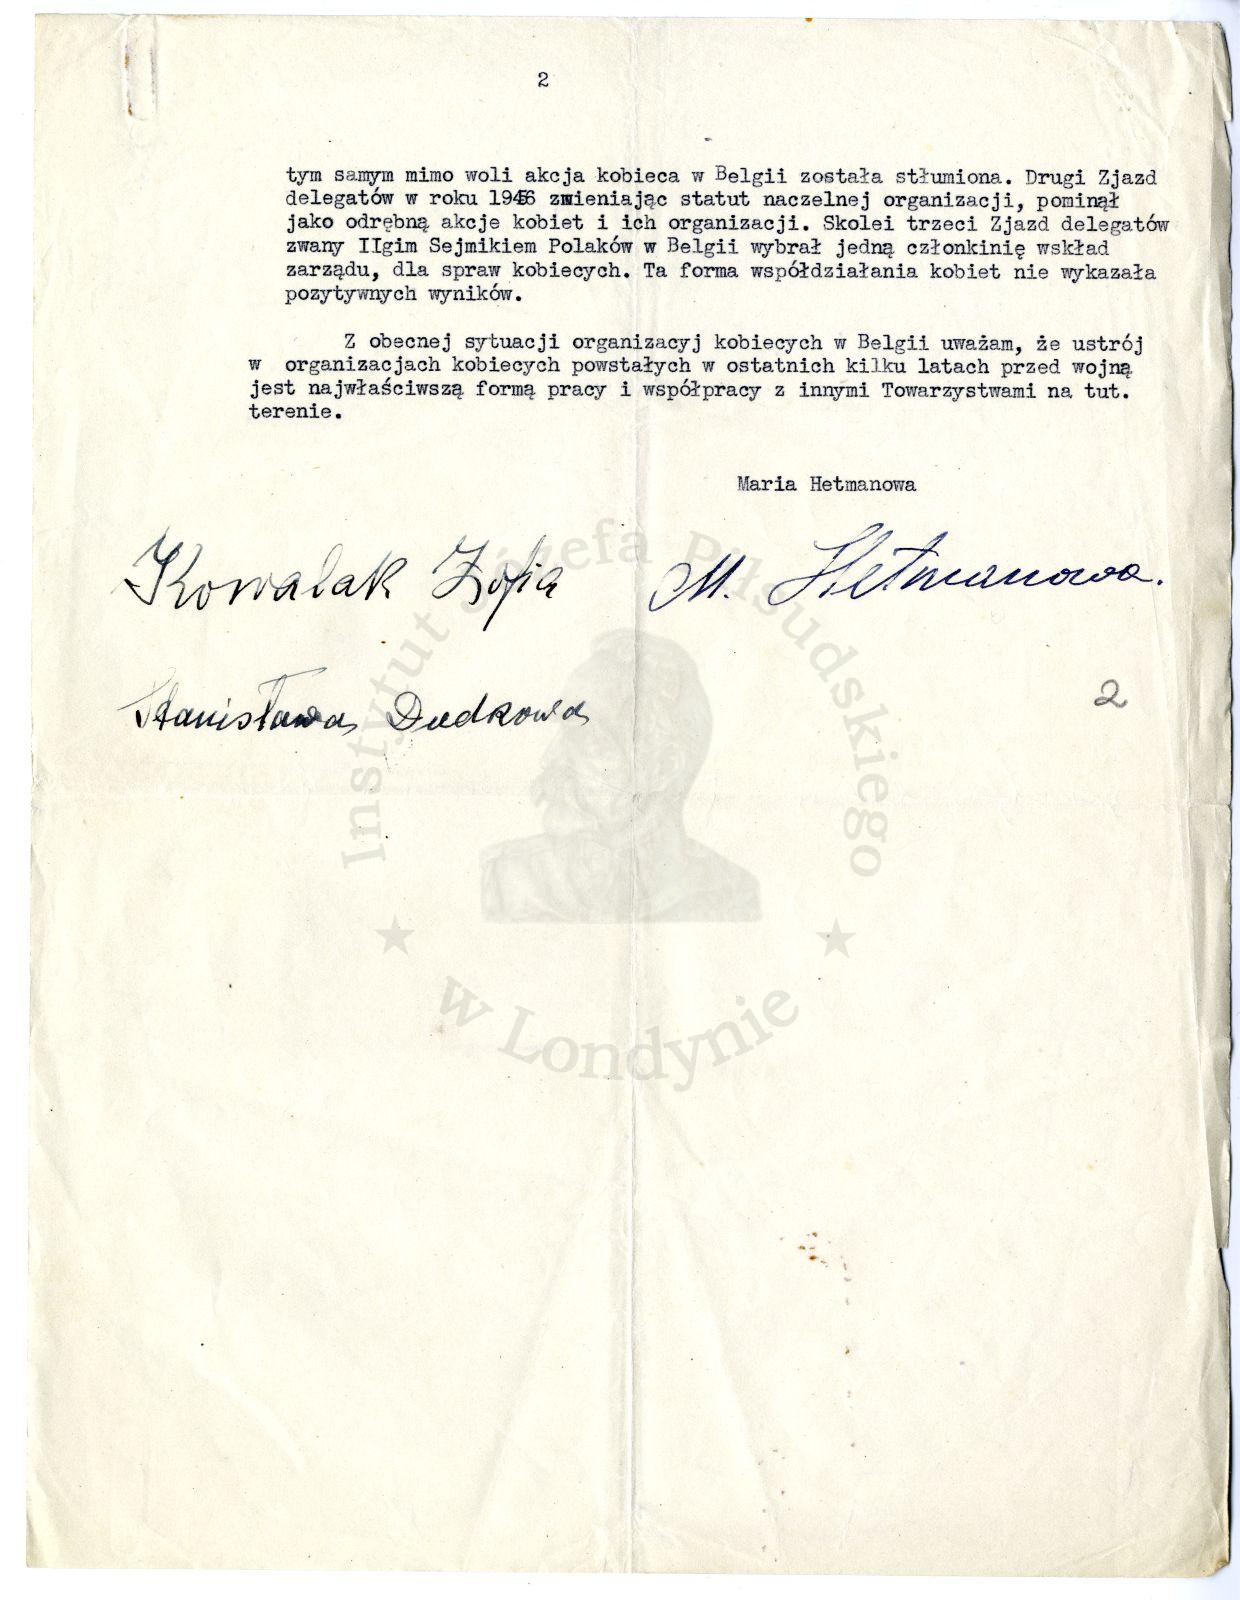 2
tym samym mimo woli akcja kobieca w Belgii została stłumiona. Drugi Zjazd
delegatów w roku 1946 zmieniając statut naczelnej organizacji, pominął
jako odrębną akcje kobiet i ich organizacji. Skolei trzeci Zjazd delegatów
zwany IIgim Sejmikiem Polaków w Belgii wybrał jedną członkinię wskład
zarządu, dla spraw kobiecych. Ta forma współdziałania kobiet nie wykazała
pozytywnych wyników.
Z obecnej sytuacji organizacyj kobiecych w Belgii uważam, że ustrój
w organizacjach kobiecych powstałych w ostatnich kilku latach przed wojną
jest najwłaściwszą formą pracy i współpracy z innymi Towarzystwami na tut.
terenie.
Maria Hetmanowa
Kowalak Zofia
M. Hetmanowa.
Stanisława Dudkowa
2
Instytut Józefa Piłsudskiego
w Londynie